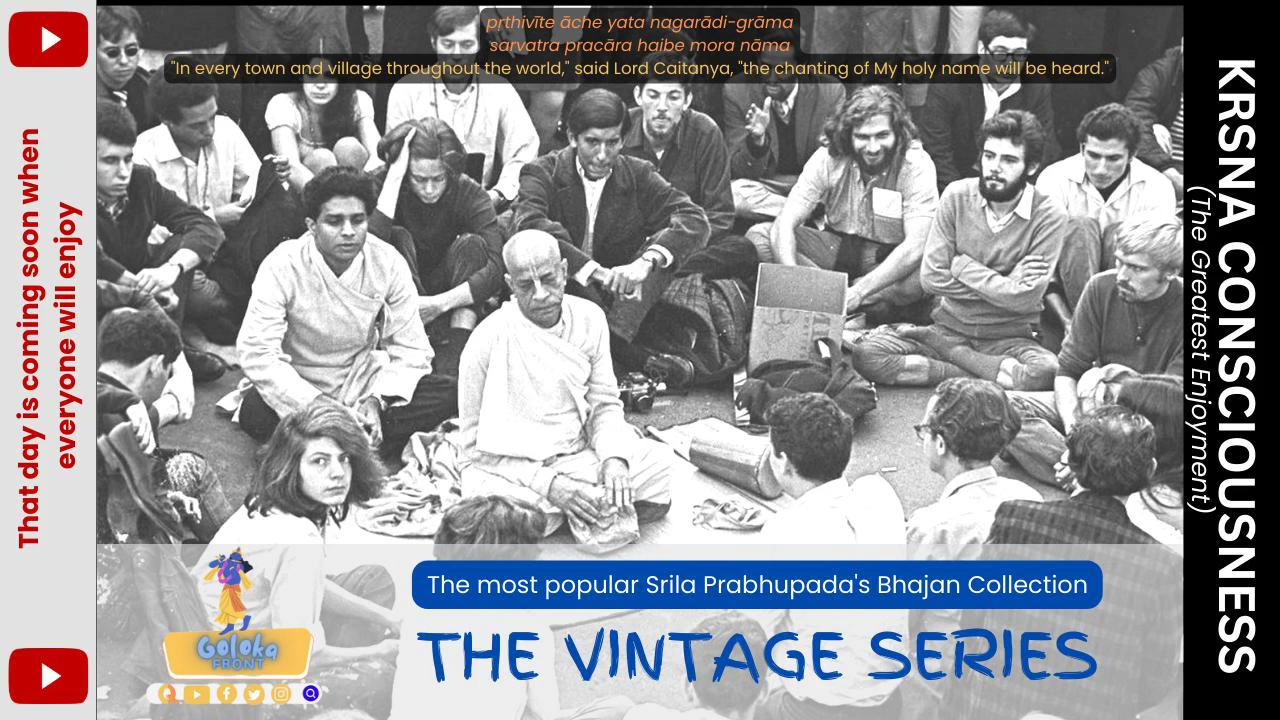 pṛthivīte āche yata nagarādi-grāma
sarvatra pracāra haibe mora nāma
"In every town and village throughout the world," said Lord Caitanya, "the chanting of My holy name will be heard."
That day is coming soon when
everyone will enjoy
KRSNA CONSCIOUSNESS
(The Greatest Enjoyment)
The most popular Srila Prabhupada's Bhajan Collection
THE VINTAGE SERIES
Goloka
FRONT